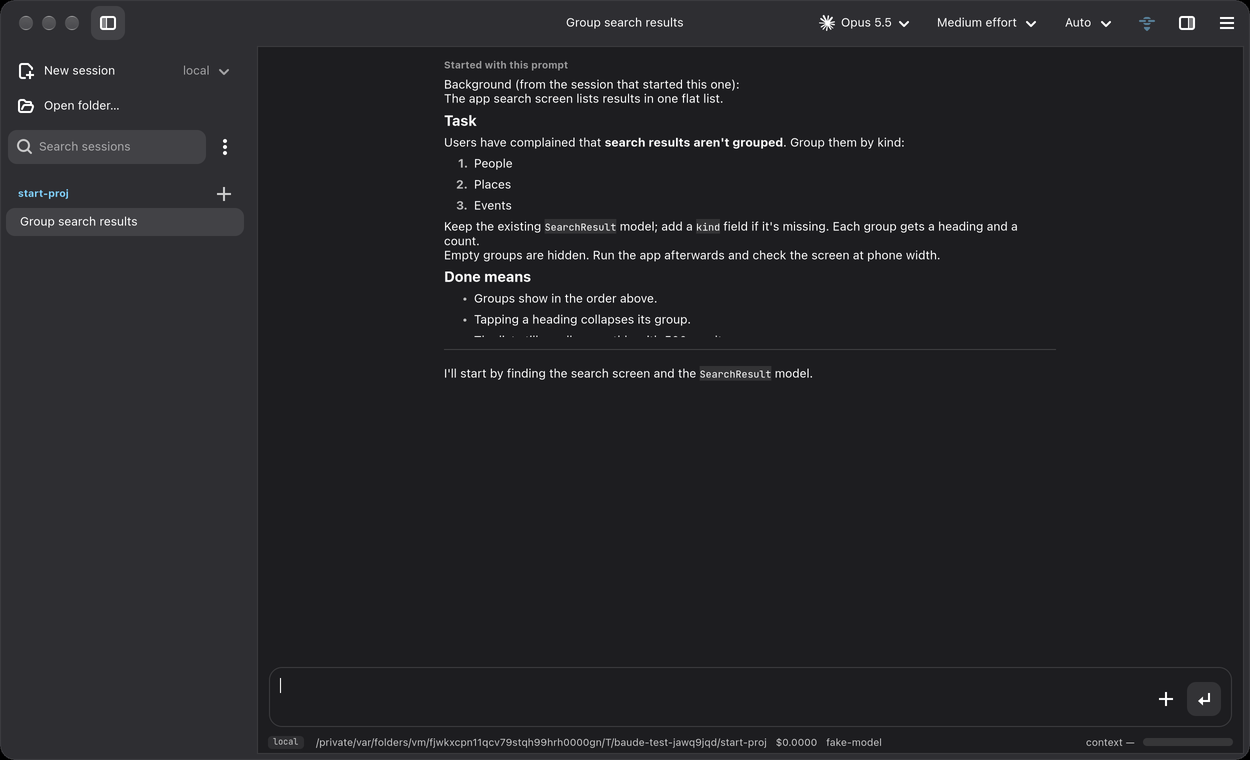 Group search results
Opus 5.5
Medium effort
Auto
New session
local
Open folder...
Search sessions
start-proj
Group search results
Started with this prompt
Background (from the session that started this one):
The app search screen lists results in one flat list.
Task
Users have complained that search results aren't grouped. Group them by kind:
1. People
2. Places
3. Events
Keep the existing SearchResult model; add a kind field if it's missing. Each group gets a heading and a
count.
Empty groups are hidden. Run the app afterwards and check the screen at phone width.
Done means
• Groups show in the order above.
• Tapping a heading collapses its group.
I'll start by finding the search screen and the SearchResult model.
local
/private/var/folders/vm/fjwkxcpn11qcv79stqh99hrh0000gn/T/baude-test-jawq9jqd/start-proj
$0.0000
fake-model
context —